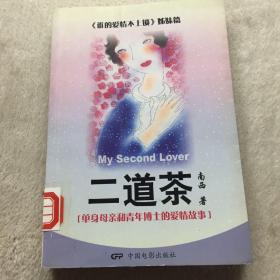 《谁的爱情不上锁》姊妹篇
My Second Lover
二道茶
南西 著
[单身母亲和青年博士的爱情故事]
CFP 中国电影出版社